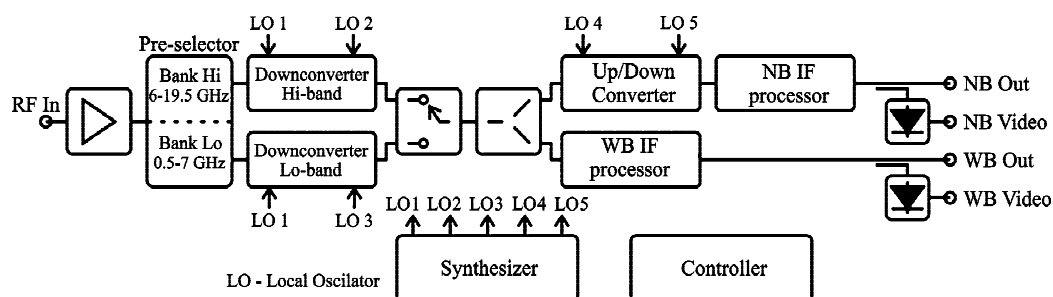 LO 1
LO 2
LO 4
LO 5
Pre-selector
RF In
Bank Hi
6-19.5 GHz
Bank Lo
0.5-7 GHz
Downconverter
Hi-band
Downconverter
Lo-band
LO 1
LO 3
Up/Down
Converter
NB IF
processor
WB IF
processor
NB Out
NB Video
WB Out
WB Video
LO1
LO2
LO3
LO4
LO5
LO - Local Oscilator
Synthesizer
Controller